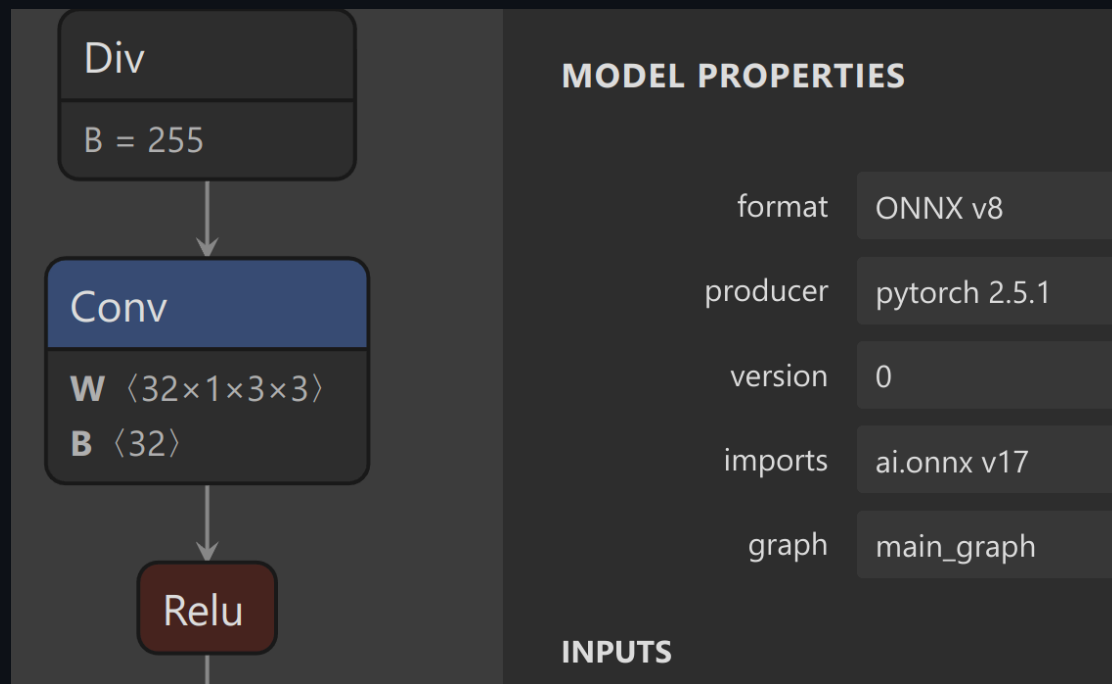 Div
B = 255
Conv
W 〈32×1×3×3〉
B 〈32〉
Relu
MODEL PROPERTIES
format ONNX v8
producer pytorch 2.5.1
version 0
imports ai.onnx v17
graph main_graph
INPUTS